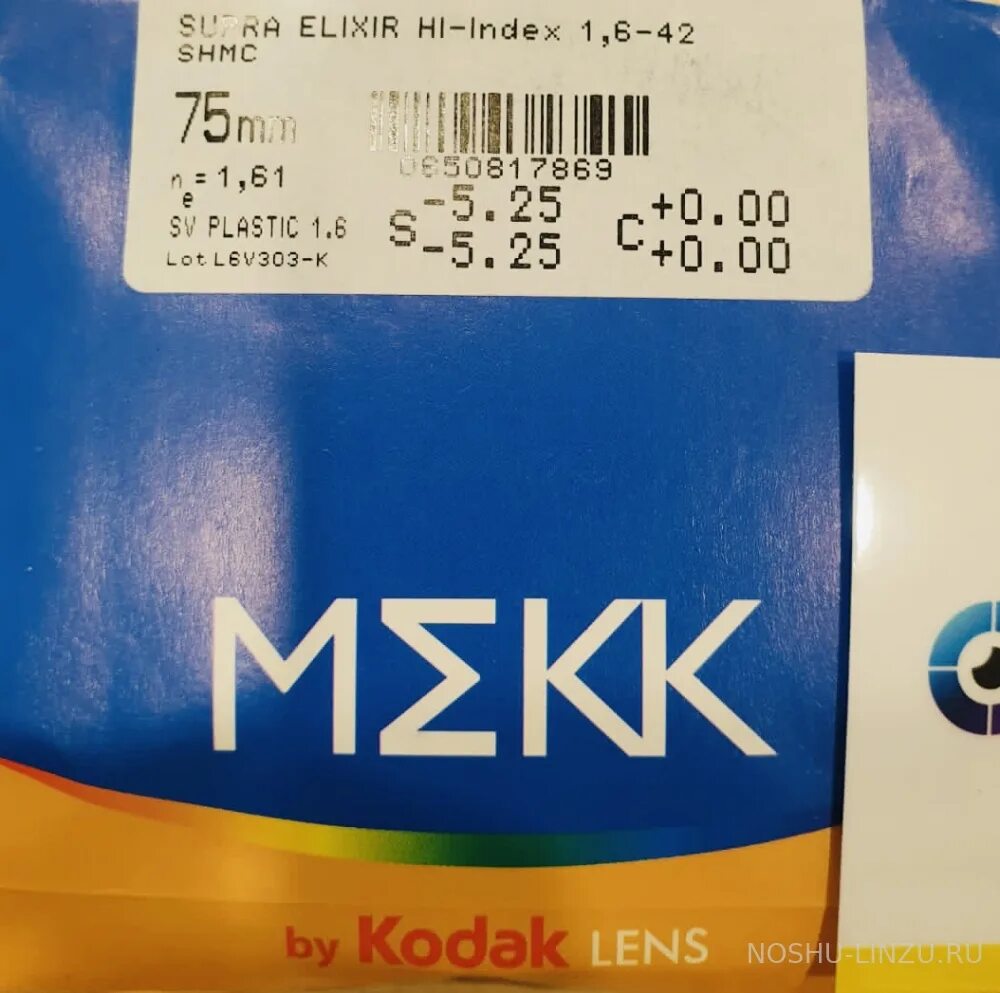 SUPRA ELIXIR HI-Index 1,6-42
SHMC
75mm
0650817869
ne= 1,61
S -5.25 C +0.00
SV PLASTIC 1.6
-5.25 +0.00
Lot L6V303-K
MΣKK
by Kodak LENS
NOSHU-LINZU.RU